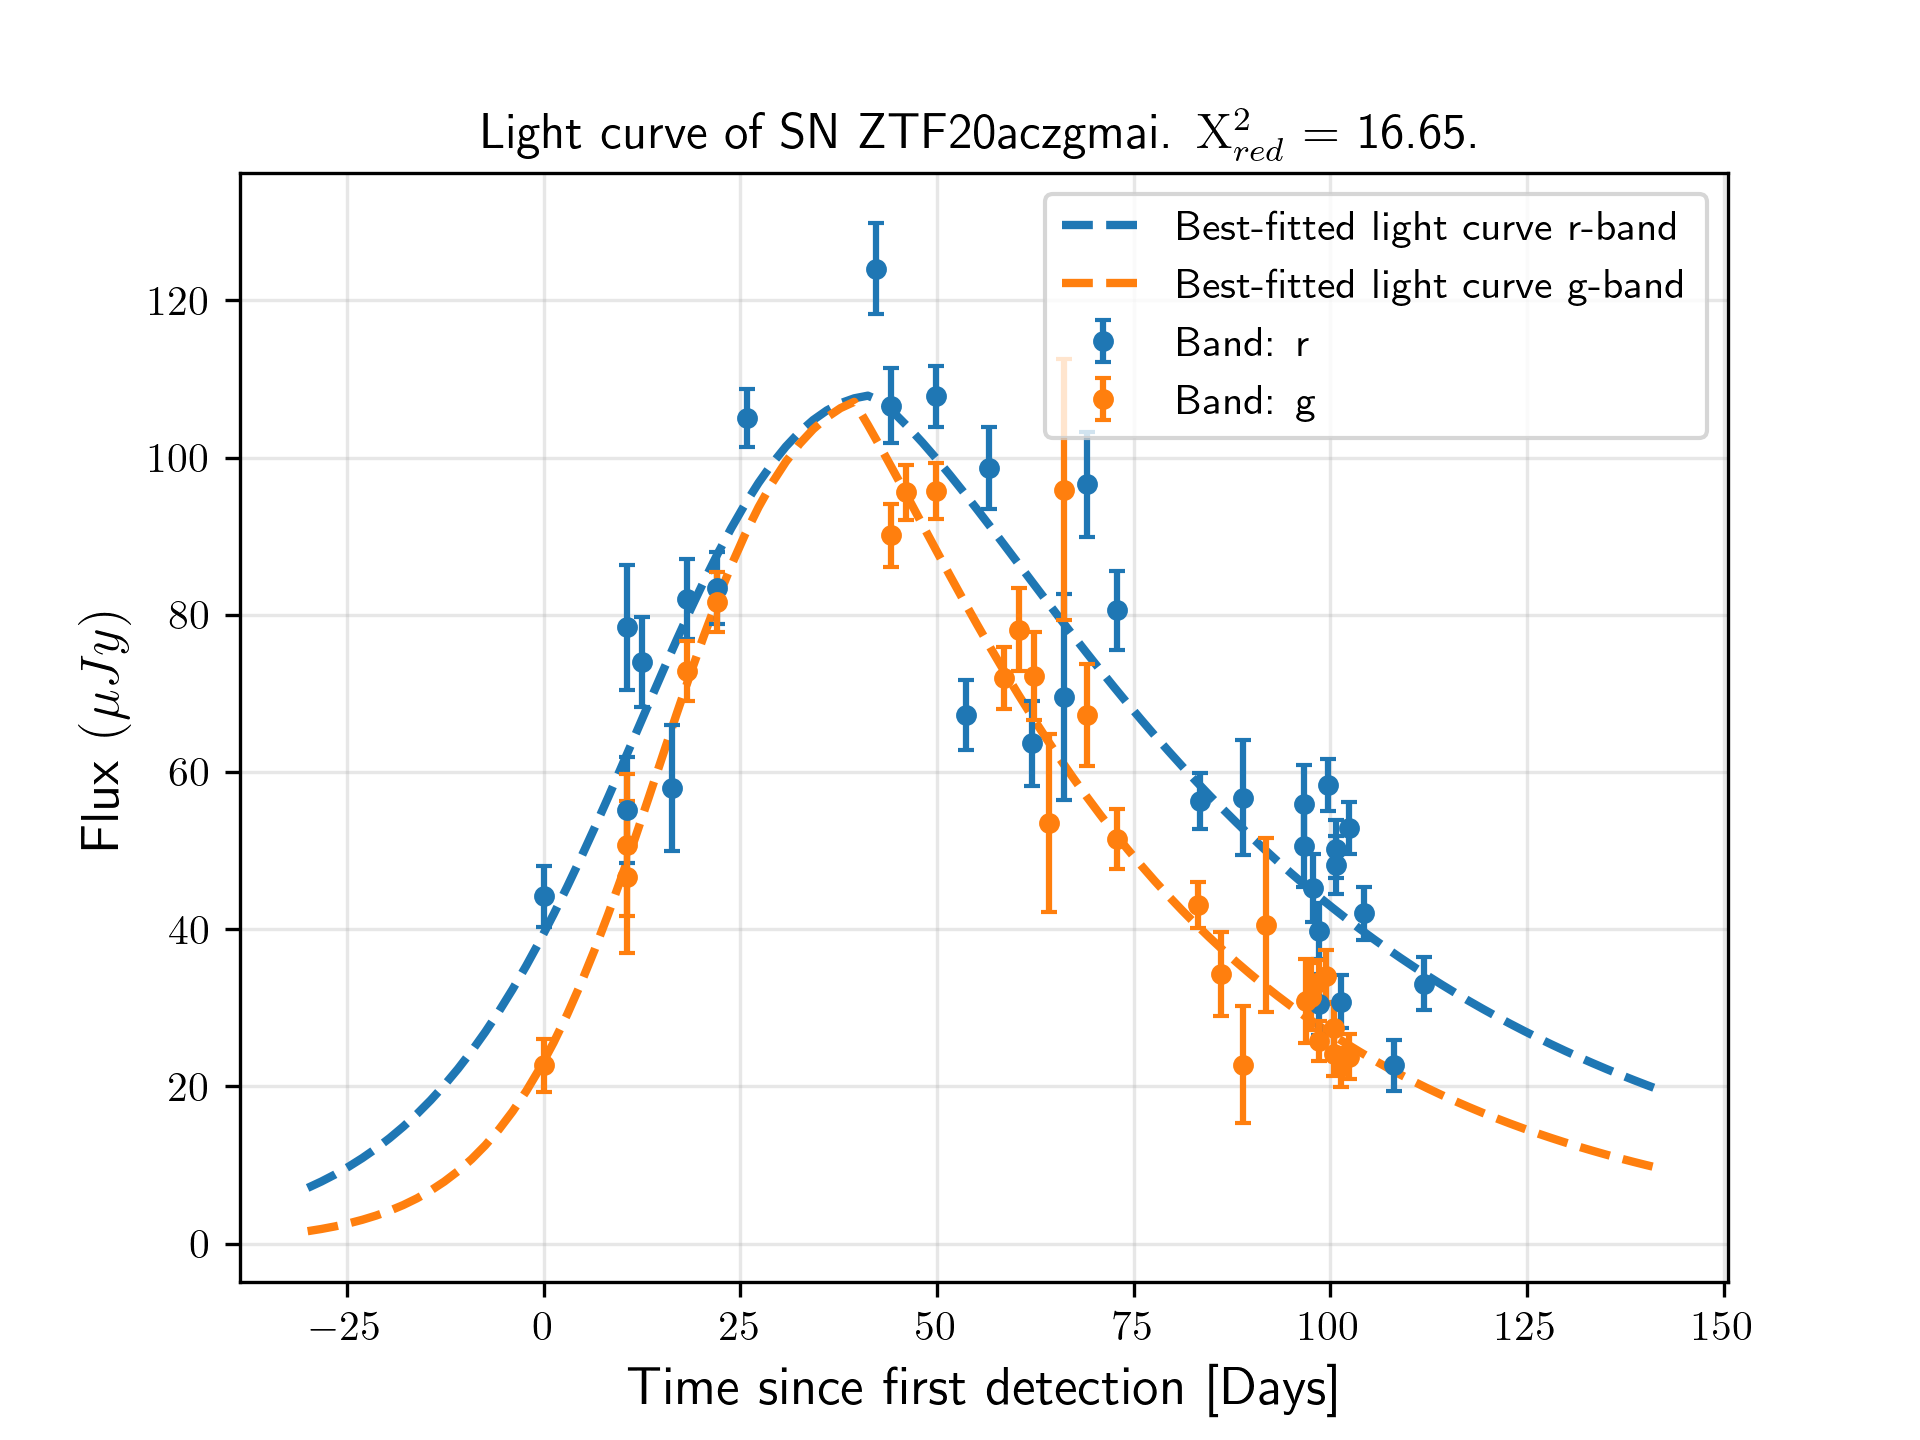 Light curve of SN ZTF20aczgmai. X²_red = 16.65.
Best-fitted light curve r-band
Best-fitted light curve g-band
Band: r
Band: g
120
100
80
60
40
20
0
Flux (μJy)
−25 0 25 50 75 100 125 150
Time since first detection [Days]